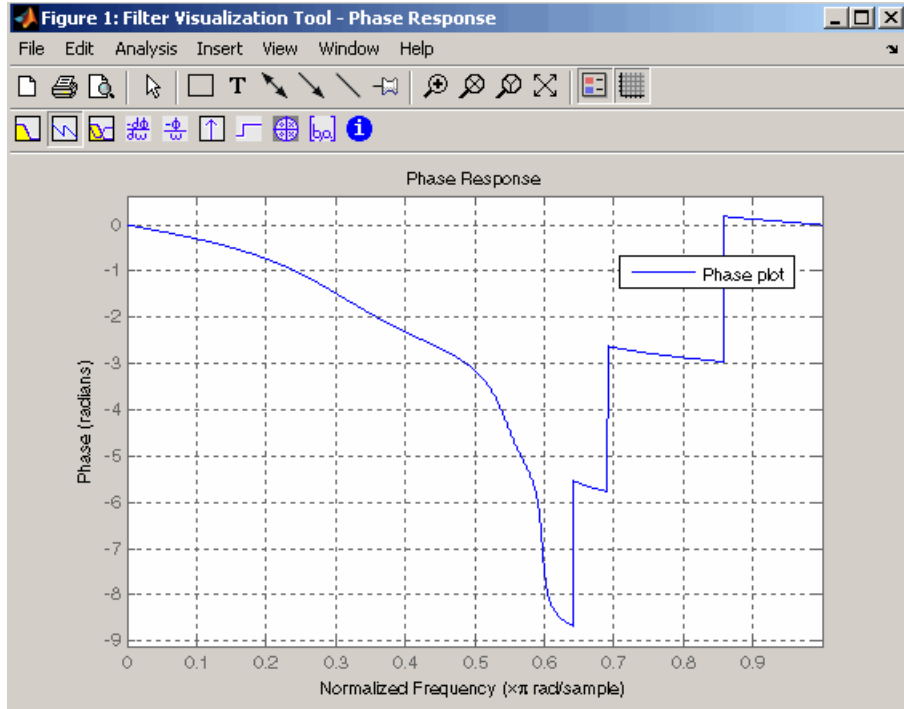 Figure 1: Filter Visualization Tool - Phase Response
File Edit Analysis Insert View Window Help
T
-dϕ
dω
-ϕ
ω
[b,a]
i
Phase Response
0
-1
-2
-3
-4
-5
-6
-7
-8
-9
Phase (radians)
Phase plot
0 0.1 0.2 0.3 0.4 0.5 0.6 0.7 0.8 0.9
Normalized Frequency (×π rad/sample)